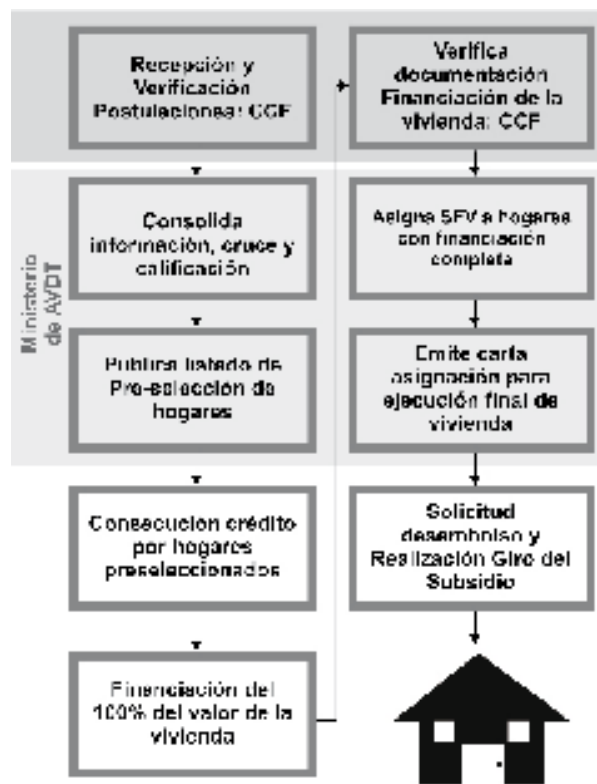 Recepción y
Verificación
Postulaciones: CCF
Consolida
información, cruce y
calificación
Publica listado de
Pre-selección de
hogares
Consecución crédito
por hogares
preseleccionados
Financiación del
100% del valor de la
vivienda
Verifica
documentación
Financiación de la
vivienda: CCF
Asigna SFV a hogares
con financiación
completa
Emite carta
asignación para
ejecución final de
vivienda
Solicitud
desembolso y
Realización Giro del
Subsidio
Ministerio
de AVDT